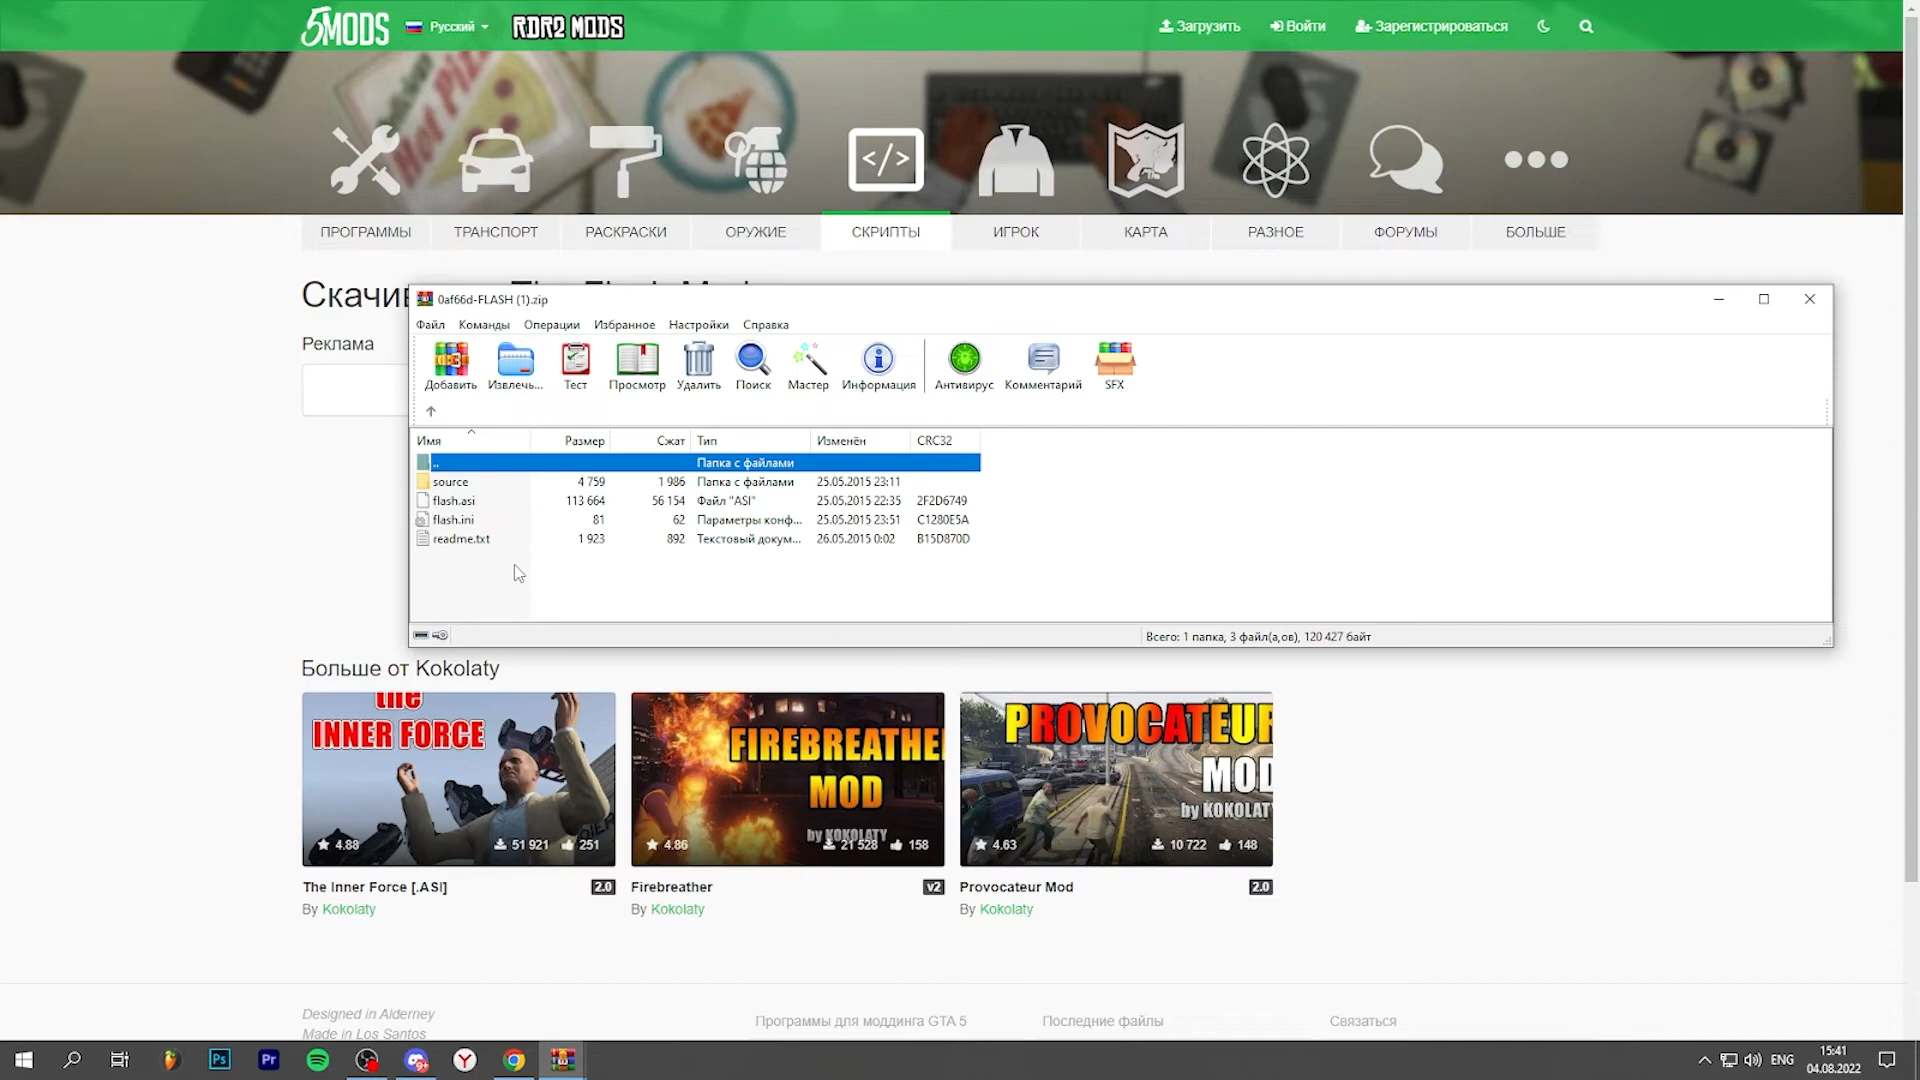 5MODS
Русский
RDR2 MODS
Загрузить
Войти
Зарегистрироваться
ПРОГРАММЫ
ТРАНСПОРТ
РАСКРАСКИ
ОРУЖИЕ
СКРИПТЫ
ИГРОК
КАРТА
РАЗНОЕ
ФОРУМЫ
БОЛЬШЕ
Реклама
0af66d-FLASH (1).zip
Файл Команды Операции Избранное Настройки Справка
Добавить Извлечь... Тест Просмотр Удалить Поиск Мастер Информация Антивирус Комментарий SFX
Имя Размер Сжат Тип Изменён CRC32
.. Папка с файлами
source 4 759 1 986 Папка с файлами 25.05.2015 23:11
flash.asi 113 664 56 154 Файл "ASI" 25.05.2015 22:35 2F2D6749
flash.ini 81 62 Параметры конф... 25.05.2015 23:51 C1280E5A
readme.txt 1 923 892 Текстовый докум... 26.05.2015 0:02 B15D870D
Всего: 1 папка, 3 файл(а,ов), 120 427 байт
Больше от Kokolaty
the
INNER FORCE
4.88 51 921 251
FIREBREATHE
MOD
by KOKOLATY
4.86 21 528 158
PROVOCATEUR
MOD
by KOKOLATY
4.63 10 722 148
The Inner Force [.ASI] 2.0
By Kokolaty
Firebreather v2
By Kokolaty
Provocateur Mod 2.0
By Kokolaty
Designed in Alderney
Made in Los Santos
Программы для моддинга GTA 5
Последние файлы
Связаться
Ps
Pr
ENG
15:41
04.08.2022